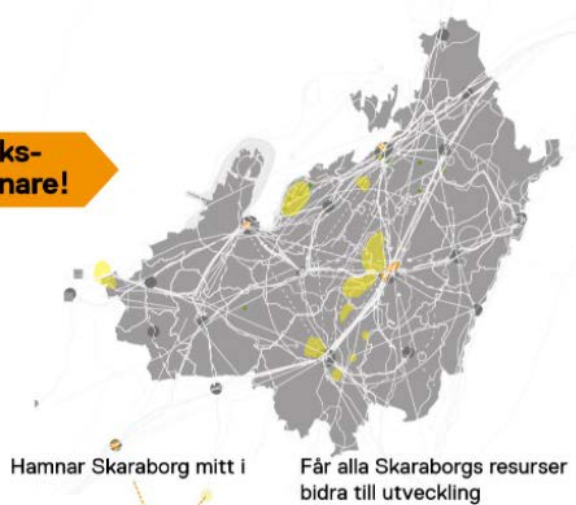 ks-
nare!
Hamnar Skaraborg mitt i
Får alla Skaraborgs resurser
bidra till utveckling